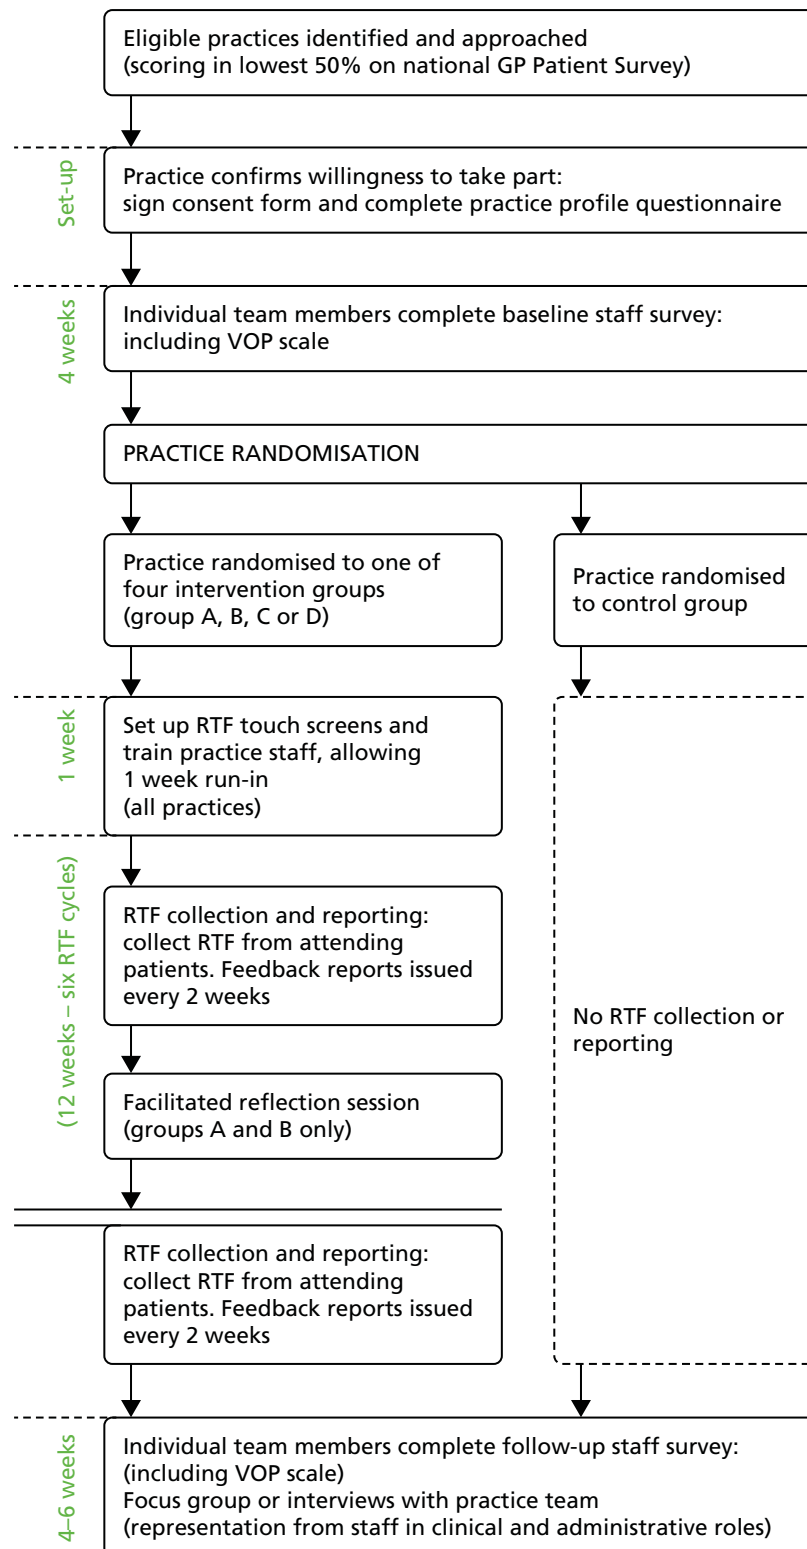 Eligible practices identified and approached
(scoring in lowest 50% on national GP Patient Survey)
Set-up
Practice confirms willingness to take part:
sign consent form and complete practice profile questionnaire
4 weeks
Individual team members complete baseline staff survey:
including VOP scale
PRACTICE RANDOMISATION
Practice randomised to one of
four intervention groups
(group A, B, C or D)
Practice randomised
to control group
1 week
Set up RTF touch screens and
train practice staff, allowing
1 week run-in
(all practices)
(12 weeks – six RTF cycles)
RTF collection and reporting:
collect RTF from attending
patients. Feedback reports issued
every 2 weeks
Facilitated reflection session
(groups A and B only)
No RTF collection or
reporting
RTF collection and reporting:
collect RTF from attending
patients. Feedback reports issued
every 2 weeks
4–6 weeks
Individual team members complete follow-up staff survey:
(including VOP scale)
Focus group or interviews with practice team
(representation from staff in clinical and administrative roles)